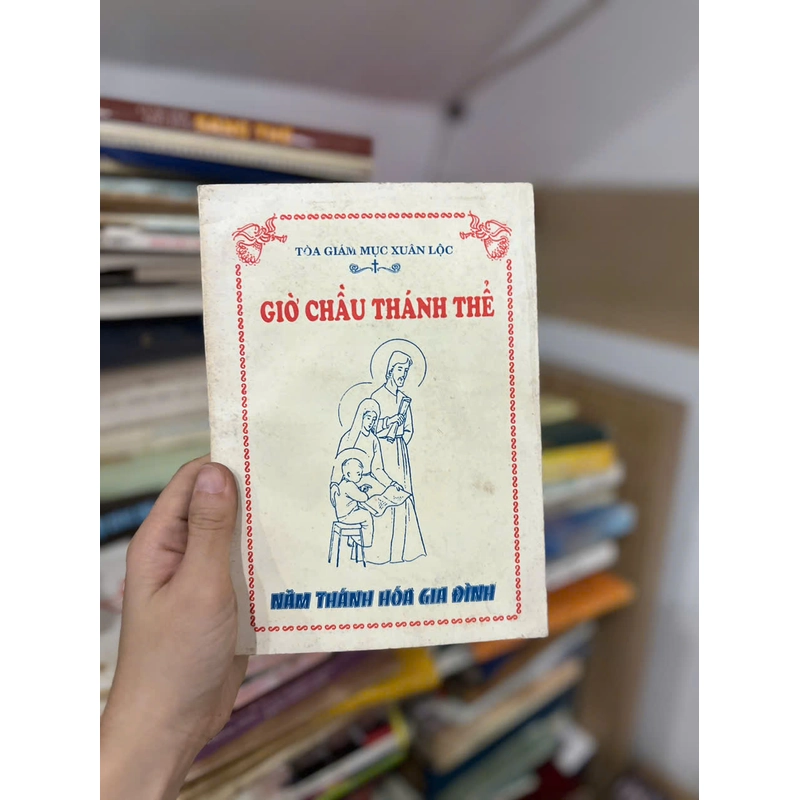 TÒA GIÁM MỤC XUÂN LỘC
GIỜ CHẦU THÁNH THỂ
NĂM THÁNH HÓA GIA ĐÌNH